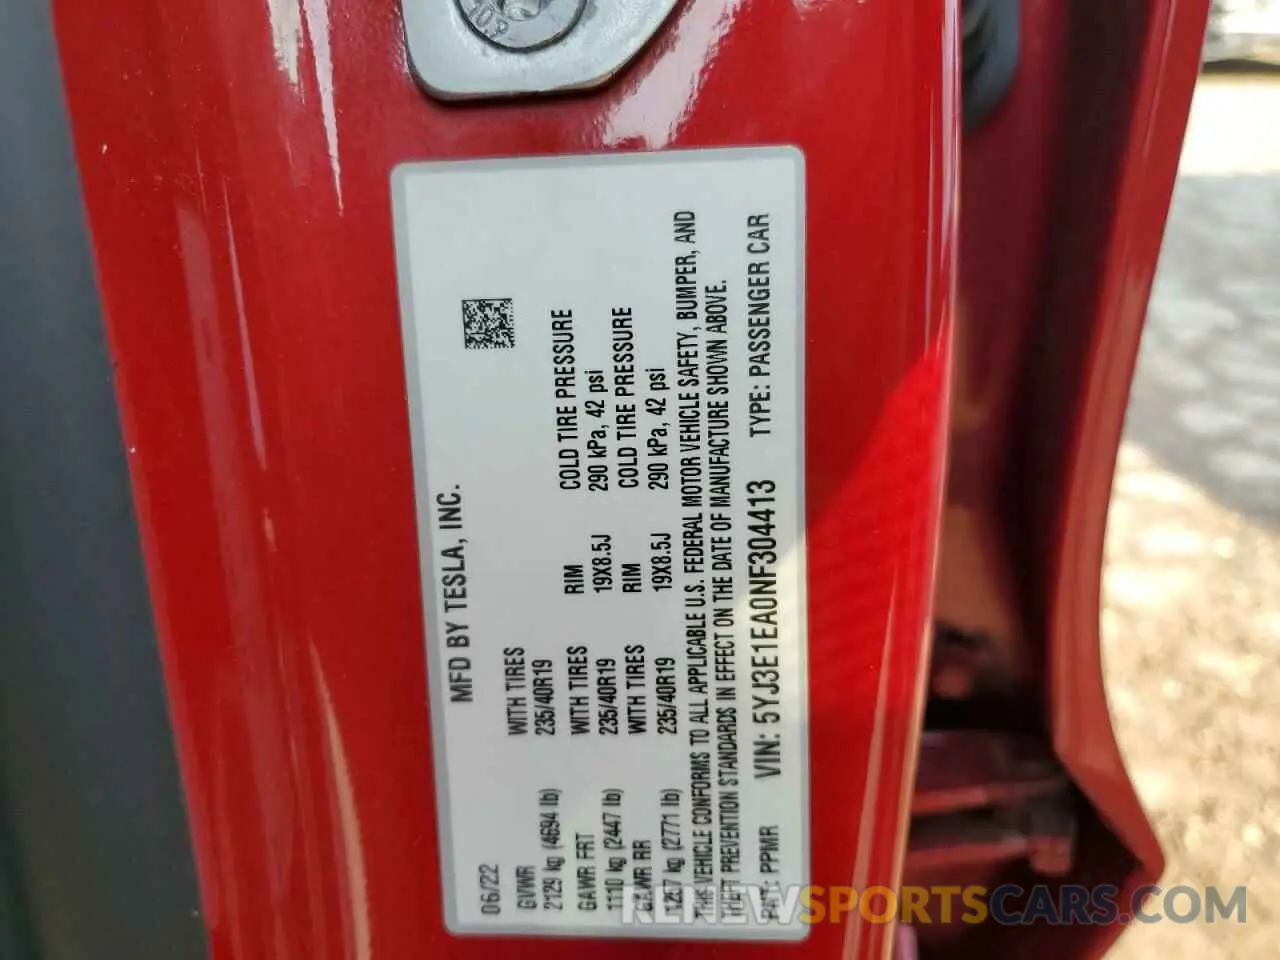 MFD BY TESLA, INC.
06/22
GVWR
2129 kg (4694 lb)
WITH TIRES
235/40R19
GAWR FRT
1110 kg (2447 lb)
WITH TIRES
235/40R19
RIM
19X8.5J
COLD TIRE PRESSURE
290 kPa, 42 psi
GAWR RR
1257 kg (2771 lb)
WITH TIRES
235/40R19
RIM
19X8.5J
COLD TIRE PRESSURE
290 kPa, 42 psi
THIS VEHICLE CONFORMS TO ALL APPLICABLE U.S. FEDERAL MOTOR VEHICLE SAFETY, BUMPER, AND
THEFT PREVENTION STANDARDS IN EFFECT ON THE DATE OF MANUFACTURE SHOWN ABOVE.
PNT: PPMR VIN: 5YJ3E1EA0NF304413 TYPE: PASSENGER CAR
RENEWSPORTSCARS.COM